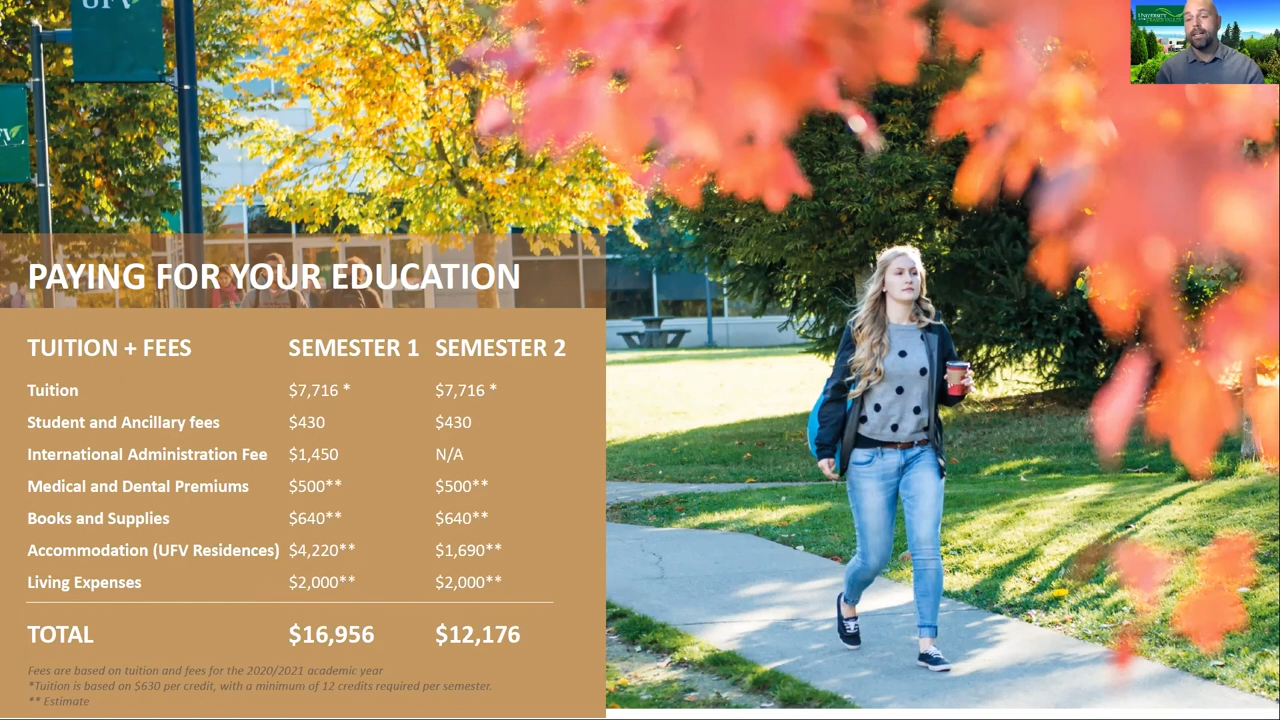 UFV
PAYING FOR YOUR EDUCATION
TUITION + FEES SEMESTER 1 SEMESTER 2
Tuition $7,716 * $7,716 *
Student and Ancillary fees $430 $430
International Administration Fee $1,450 N/A
Medical and Dental Premiums $500** $500**
Books and Supplies $640** $640**
Accommodation (UFV Residences) $4,220** $1,690**
Living Expenses $2,000** $2,000**
TOTAL $16,956 $12,176
Fees are based on tuition and fees for the 2020/2021 academic year
*Tuition is based on $630 per credit, with a minimum of 12 credits required per semester.
** Estimate